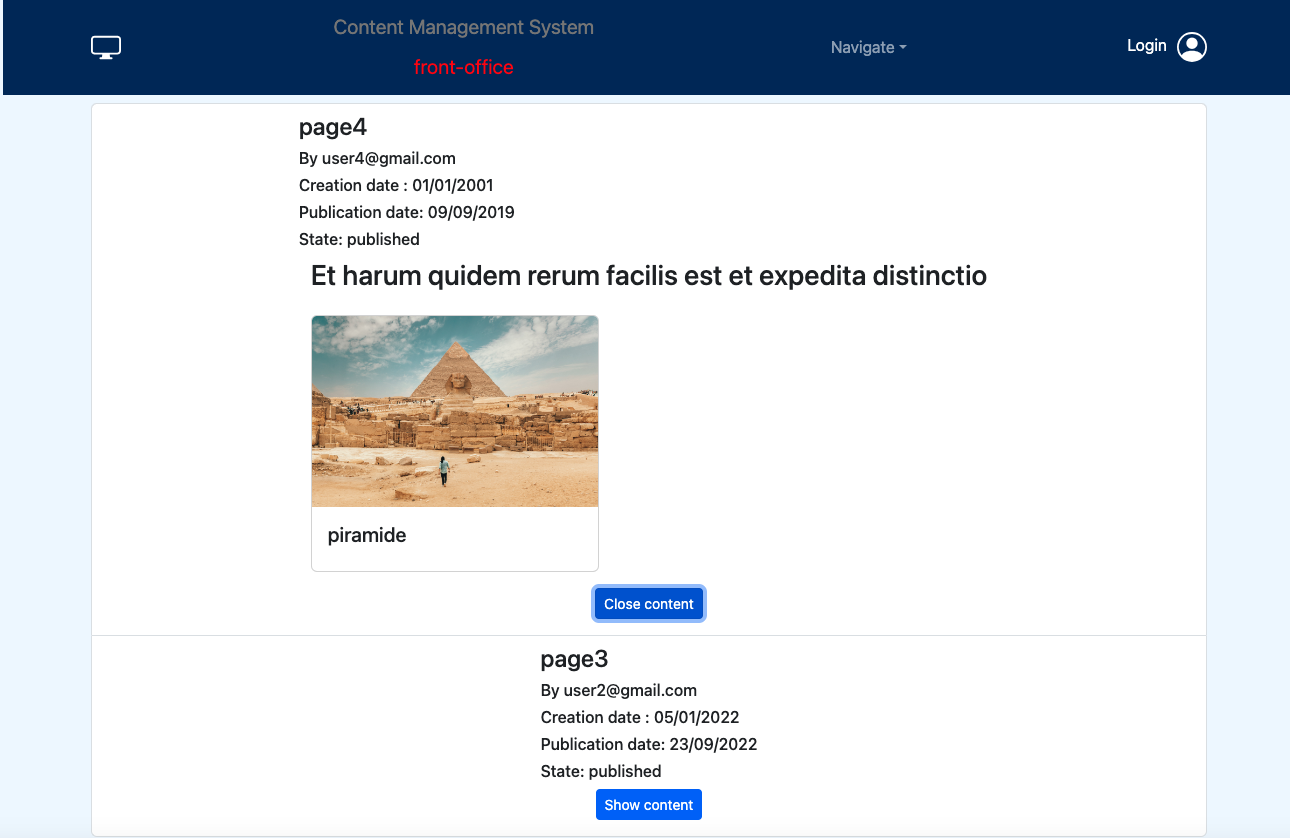 Content Management System
front-office
Navigate
Login
page4
By user4@gmail.com
Creation date : 01/01/2001
Publication date: 09/09/2019
State: published
Et harum quidem rerum facilis est et expedita distinctio
piramide
Close content
page3
By user2@gmail.com
Creation date : 05/01/2022
Publication date: 23/09/2022
State: published
Show content